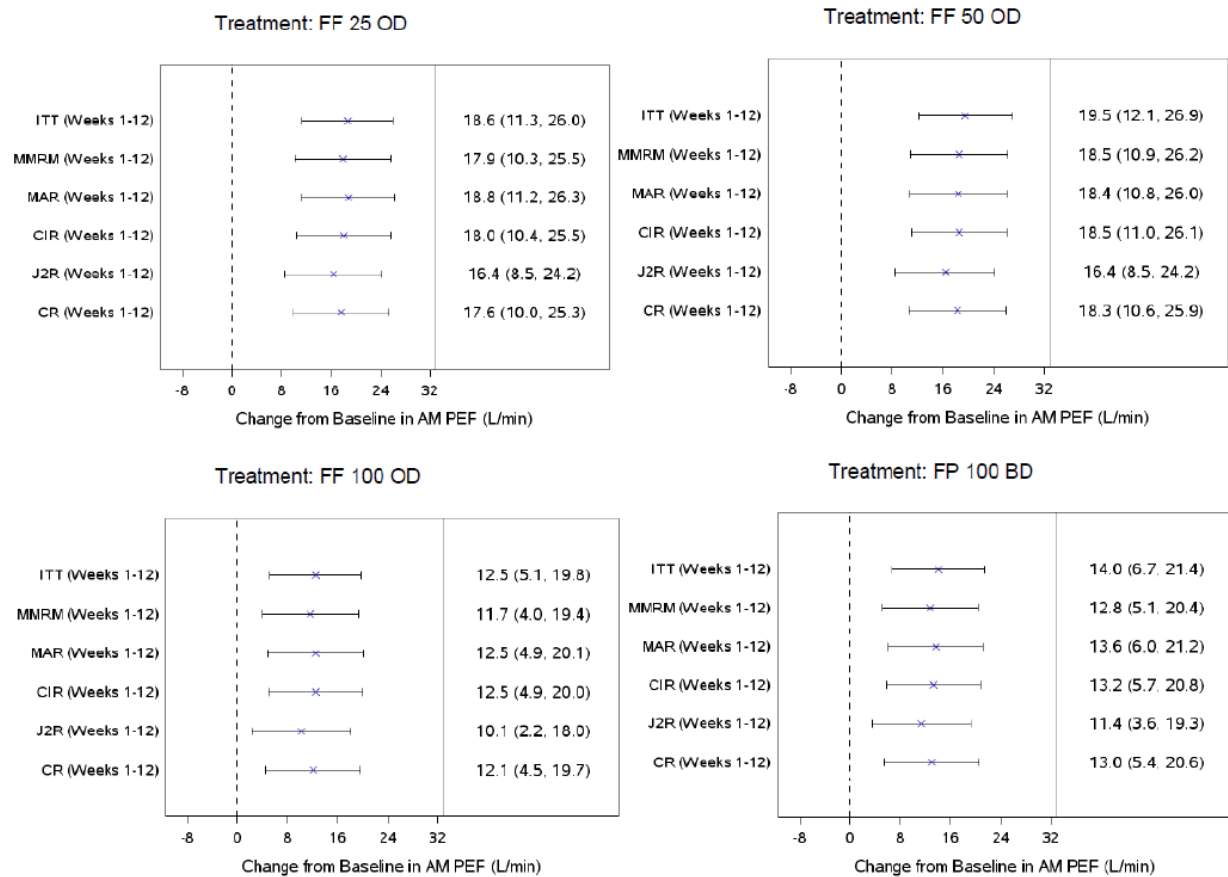 Treatment: FF 25 OD
ITT (Weeks 1-12) 18.6 (11.3, 26.0)
MMRM (Weeks 1-12) 17.9 (10.3, 25.5)
MAR (Weeks 1-12) 18.8 (11.2, 26.3)
CIR (Weeks 1-12) 18.0 (10.4, 25.5)
J2R (Weeks 1-12) 16.4 (8.5, 24.2)
CR (Weeks 1-12) 17.6 (10.0, 25.3)
-8 0 8 16 24 32
Change from Baseline in AM PEF (L/min)
Treatment: FF 50 OD
ITT (Weeks 1-12) 19.5 (12.1, 26.9)
MMRM (Weeks 1-12) 18.5 (10.9, 26.2)
MAR (Weeks 1-12) 18.4 (10.8, 26.0)
CIR (Weeks 1-12) 18.5 (11.0, 26.1)
J2R (Weeks 1-12) 16.4 (8.5, 24.2)
CR (Weeks 1-12) 18.3 (10.6, 25.9)
-8 0 8 16 24 32
Change from Baseline in AM PEF (L/min)
Treatment: FF 100 OD
ITT (Weeks 1-12) 12.5 (5.1, 19.8)
MMRM (Weeks 1-12) 11.7 (4.0, 19.4)
MAR (Weeks 1-12) 12.5 (4.9, 20.1)
CIR (Weeks 1-12) 12.5 (4.9, 20.0)
J2R (Weeks 1-12) 10.1 (2.2, 18.0)
CR (Weeks 1-12) 12.1 (4.5, 19.7)
-8 0 8 16 24 32
Change from Baseline in AM PEF (L/min)
Treatment: FP 100 BD
ITT (Weeks 1-12) 14.0 (6.7, 21.4)
MMRM (Weeks 1-12) 12.8 (5.1, 20.4)
MAR (Weeks 1-12) 13.6 (6.0, 21.2)
CIR (Weeks 1-12) 13.2 (5.7, 20.8)
J2R (Weeks 1-12) 11.4 (3.6, 19.3)
CR (Weeks 1-12) 13.0 (5.4, 20.6)
-8 0 8 16 24 32
Change from Baseline in AM PEF (L/min)